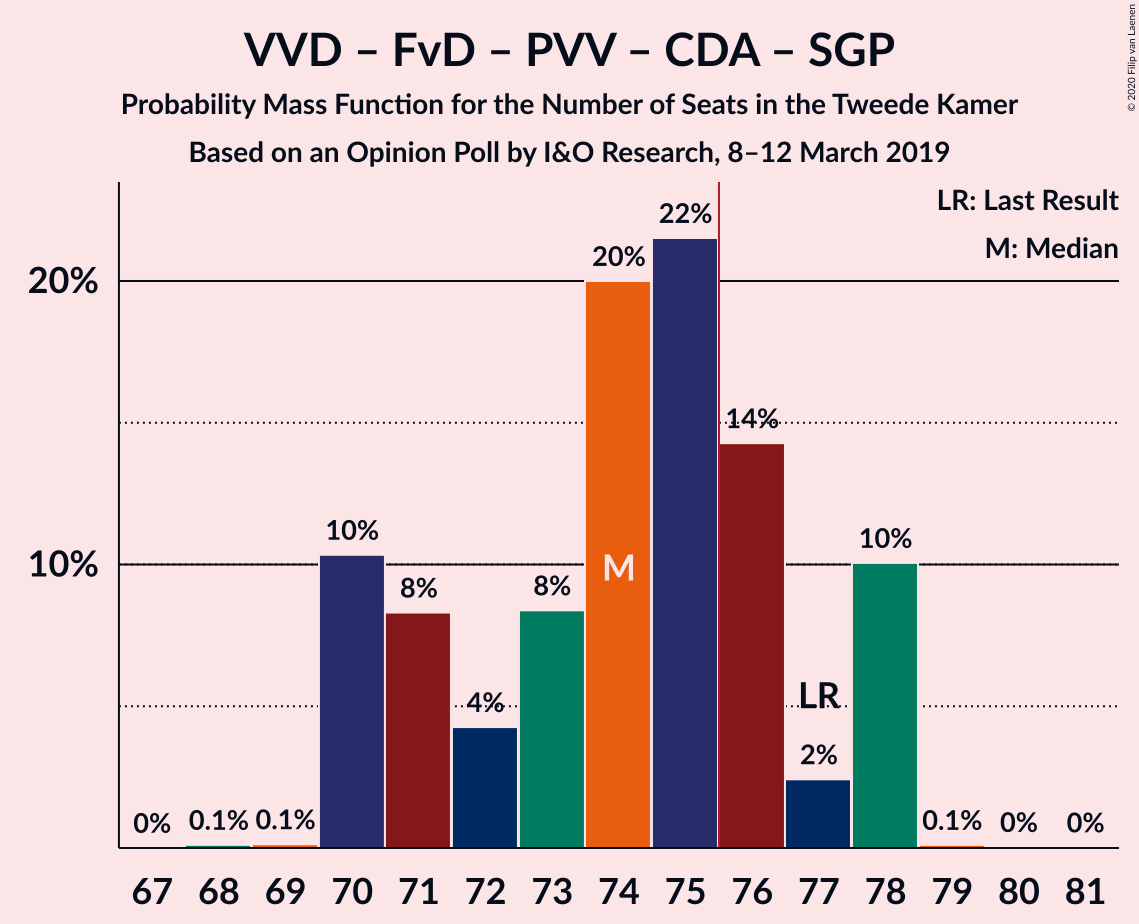 VVD – FvD – PVV – CDA – SGP
Probability Mass Function for the Number of Seats in the Tweede Kamer
Based on an Opinion Poll by I&O Research, 8–12 March 2019
© 2020 Filip van Laenen
LR: Last Result
M: Median
20%
10%
0%
0.1%
0.1%
10%
8%
4%
8%
20%
22%
14%
2%
10%
0.1%
0%
0%
M
LR
67 68 69 70 71 72 73 74 75 76 77 78 79 80 81